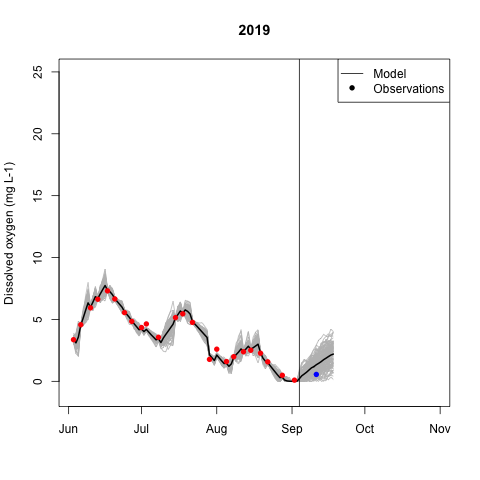 2019
Model
Observations
Dissolved oxygen (mg L-1)
25
20
15
10
5
0
Jun Jul Aug Sep Oct Nov